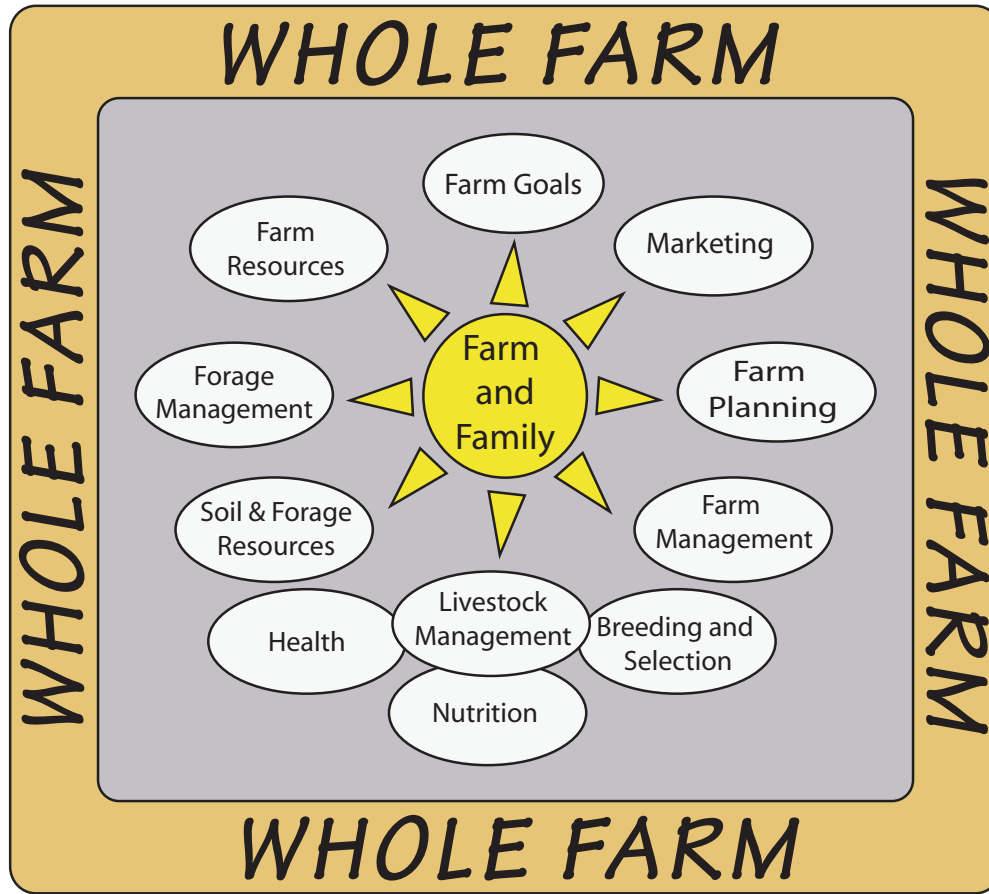 WHOLE FARM
WHOLE FARM
WHOLE FARM
Farm Goals
Farm
Resources
Marketing
Farm
and
Family
Forage
Management
Farm
Planning
Soil & Forage
Resources
Farm
Management
Health
Livestock
Management
Breeding and
Selection
Nutrition
WHOLE FARM